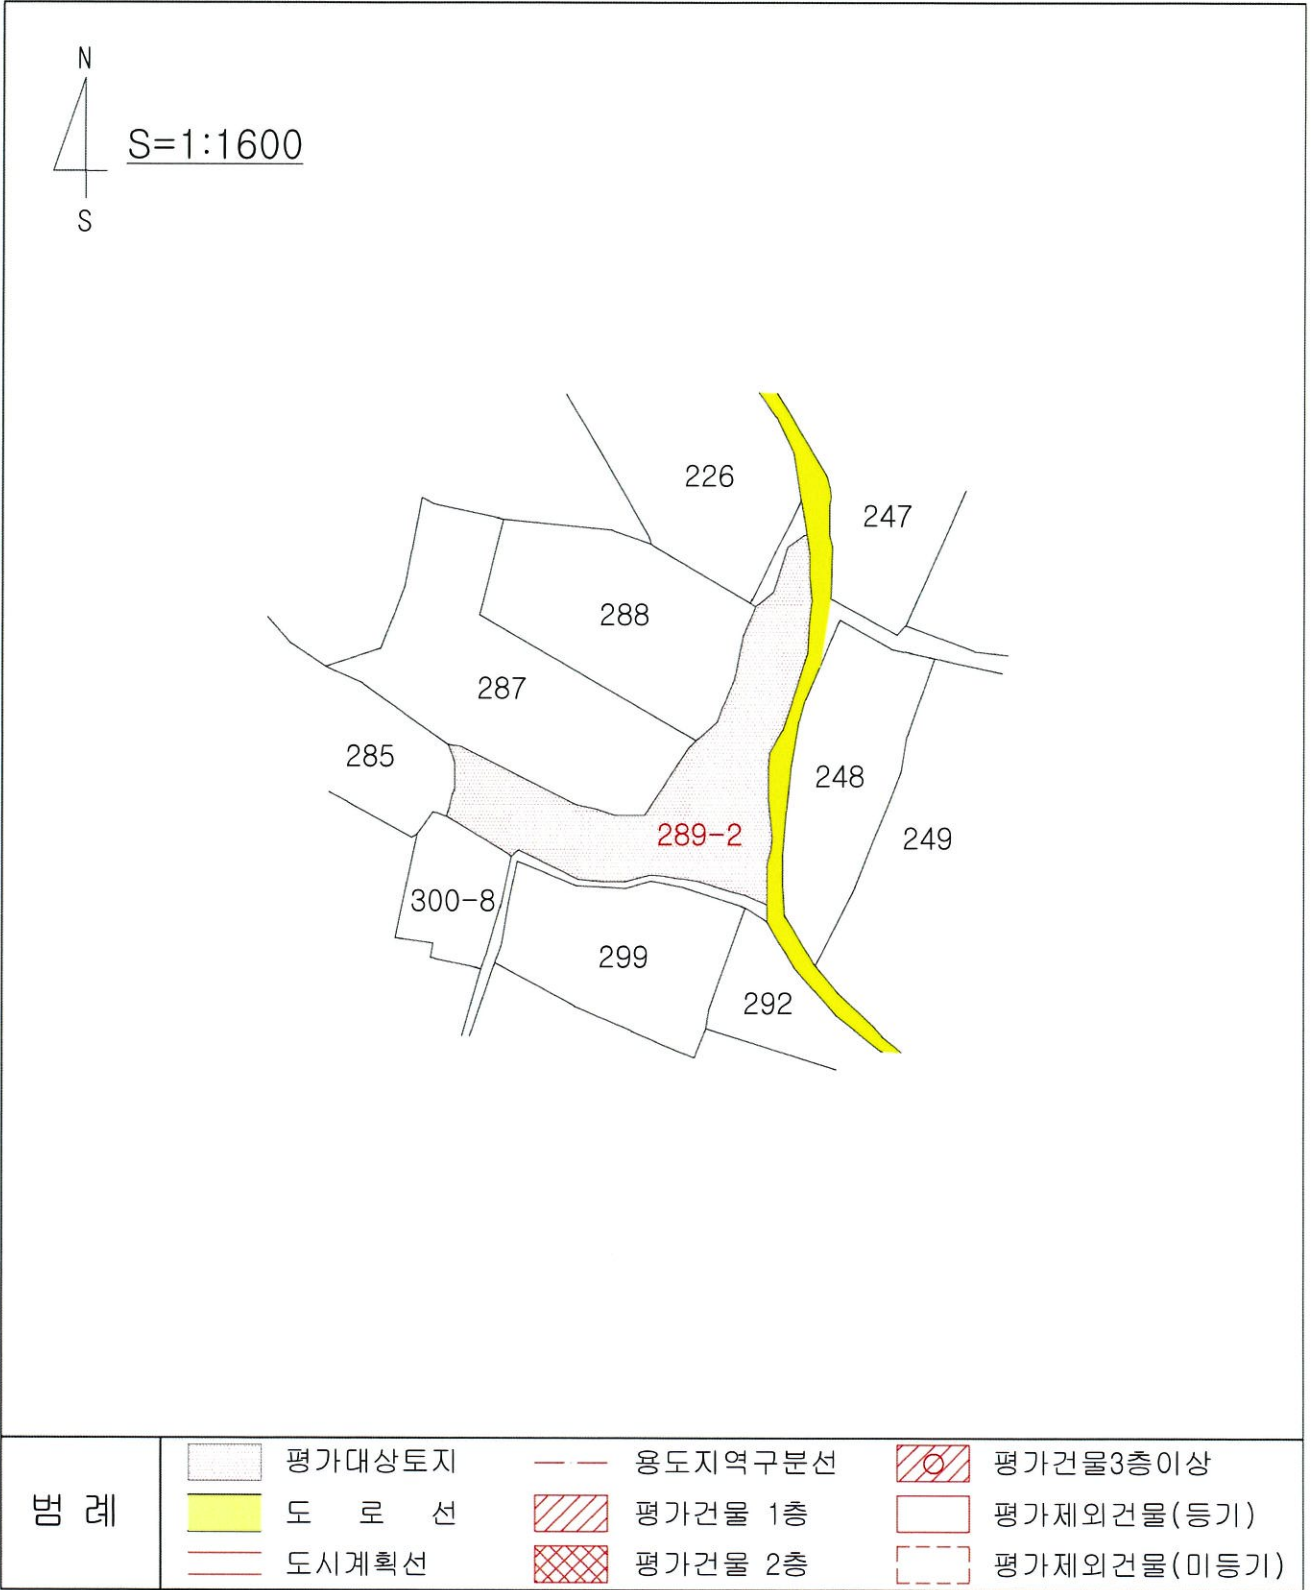 N
S=1:1600
S
226
247
288
287
285
248
289-2
249
300-8
299
292
범 례
평가대상토지
도 로 선
도시계획선
용도지역구분선
평가건물 1층
평가건물 2층
평가건물3층이상
평가제외건물(등기)
평가제외건물(미등기)